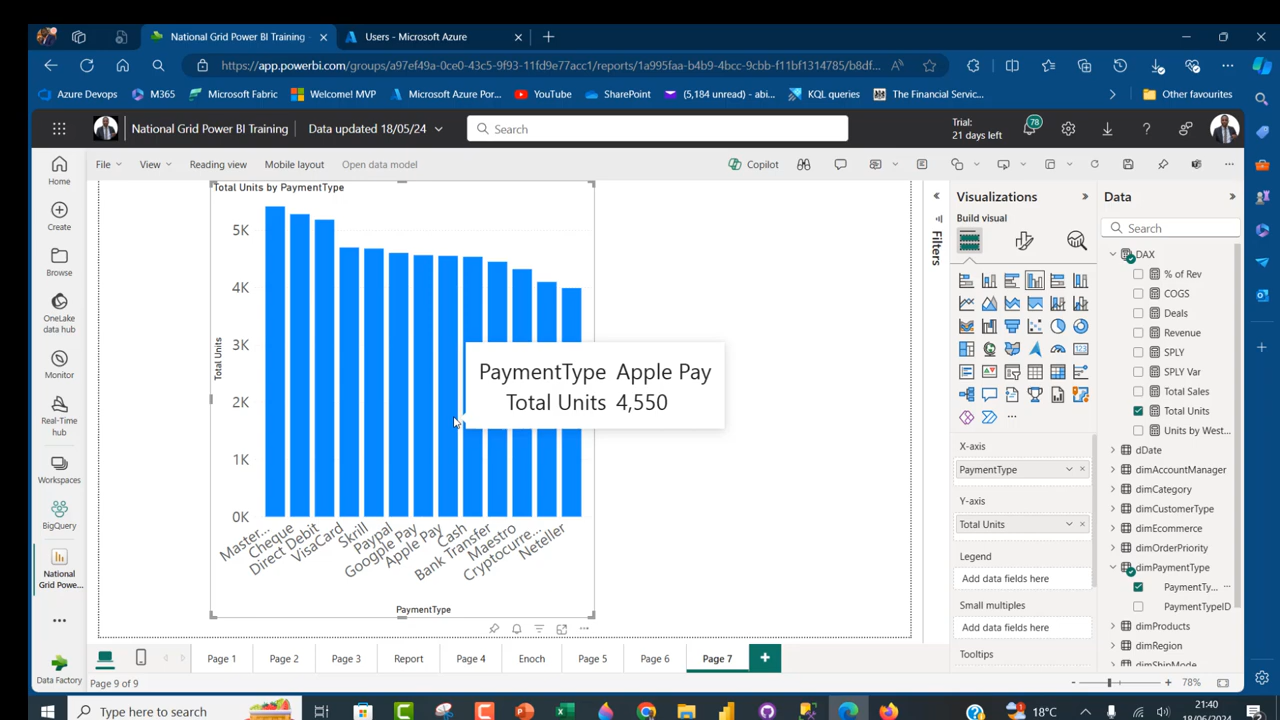 National Grid Power BI Training -
Users - Microsoft Azure
https://app.powerbi.com/groups/a97ef49a-0ce0-43c5-9f93-11fd9e77acc1/reports/1a995faa-b4b9-4bcc-9cbb-f11bf1314785/b8df...
Azure Devops
M365
Microsoft Fabric
Welcome! MVP
Microsoft Azure Por...
YouTube
SharePoint
(5,184 unread) - abi...
KQL queries
The Financial Servic...
Other favourites
National Grid Power BI Training
Data updated 18/05/24
Search
Trial:
21 days left
78
File
View
Reading view
Mobile layout
Open data model
Copilot
Home
Create
Browse
OneLake
data hub
Monitor
Real-Time
hub
Workspaces
BigQuery
National
Grid Powe...
Data Factory
Total Units by PaymentType
5K
4K
3K
2K
1K
0K
Total Units
PaymentType Apple Pay
Total Units 4,550
Master...
Cheque
Direct Debit
VisaCard
Skrill
Paypal
Googple Pay
Apple Pay
Cash
Bank Transfer
Maestro
Cryptocurre...
Neteller
PaymentType
Filters
Visualizations
Build visual
X-axis
PaymentType
Y-axis
Total Units
Legend
Add data fields here
Small multiples
Add data fields here
Tooltips
Data
Search
DAX
% of Rev
COGS
Deals
Revenue
SPLY
SPLY Var
Total Sales
Total Units
Units by West...
dDate
dimAccountManager
dimCategory
dimCustomerType
dimEcommerce
dimOrderPriority
dimPaymentType
PaymentTy...
PaymentTypeID
dimProducts
dimRegion
dimShipMode
Page 1
Page 2
Page 3
Report
Page 4
Enoch
Page 5
Page 6
Page 7
Page 9 of 9
78%
Type here to search
18°C
21:40
18/06/2024